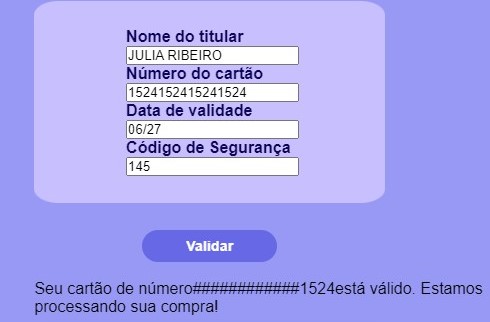 Nome do titular
JULIA RIBEIRO
Número do cartão
1524152415241524
Data de validade
06/27
Código de Segurança
145
Validar
Seu cartão de número############1524está válido. Estamos
processando sua compra!